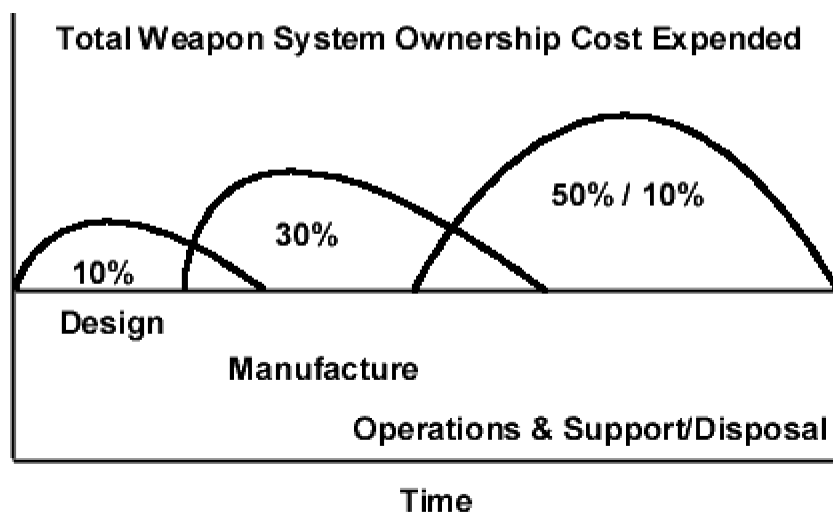 Total Weapon System Ownership Cost Expended
50% / 10%
30%
10%
Design
Manufacture
Operations & Support/Disposal
Time